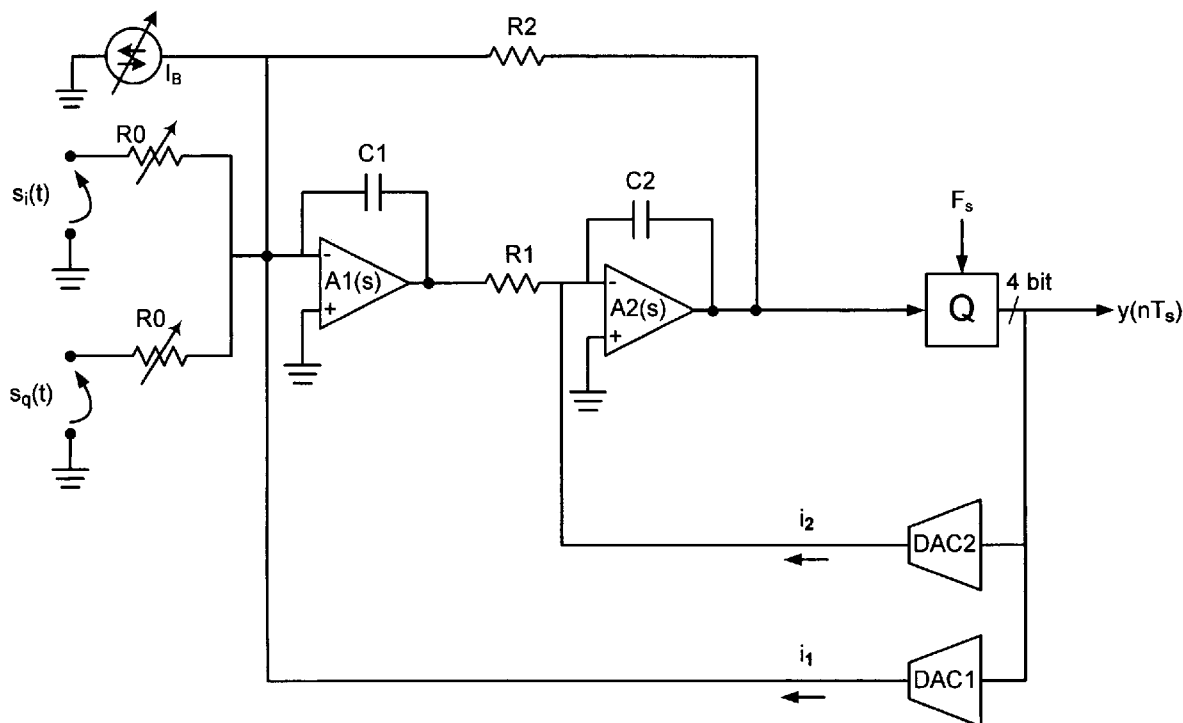 R2
I_B
R0
C1
s_i(t)
C2
F_s
R1
A1(s)
-
+
4 bit
A2(s)
-
+
Q
y(nT_s)
R0
s_q(t)
i_2
DAC2
i_1
DAC1